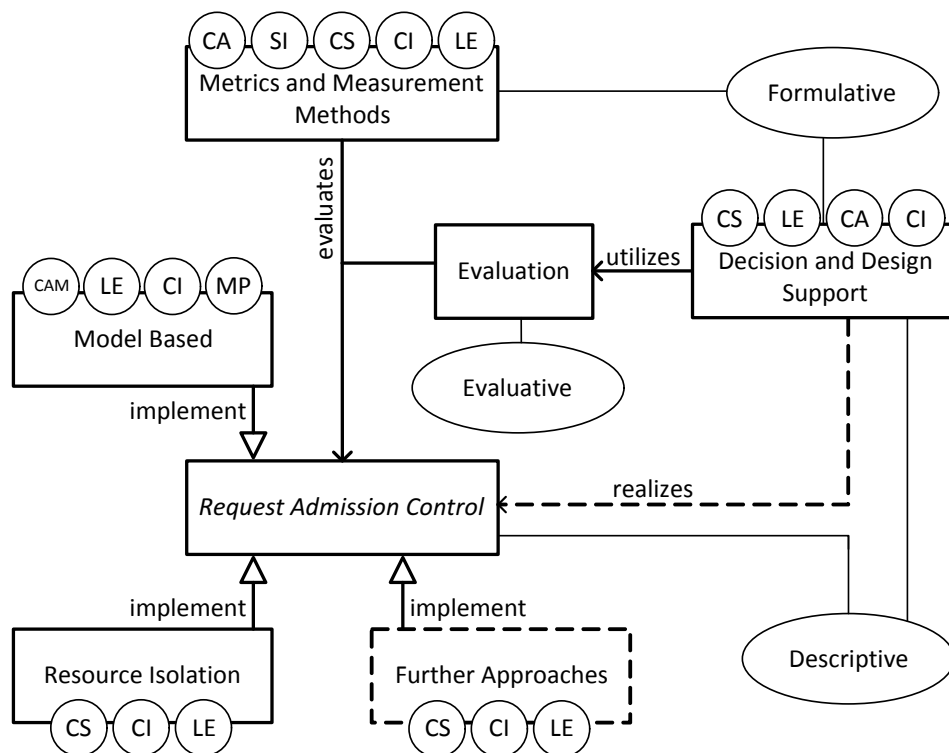 CA SI CS CI LE
Metrics and Measurement
Methods
Formulative
evaluates
CS LE CA CI
Decision and Design
Support
utilizes
Evaluation
Evaluative
CAM LE CI MP
Model Based
implement
Request Admission Control
realizes
implement
Resource Isolation
CS CI LE
implement
Further Approaches
CS CI LE
Descriptive